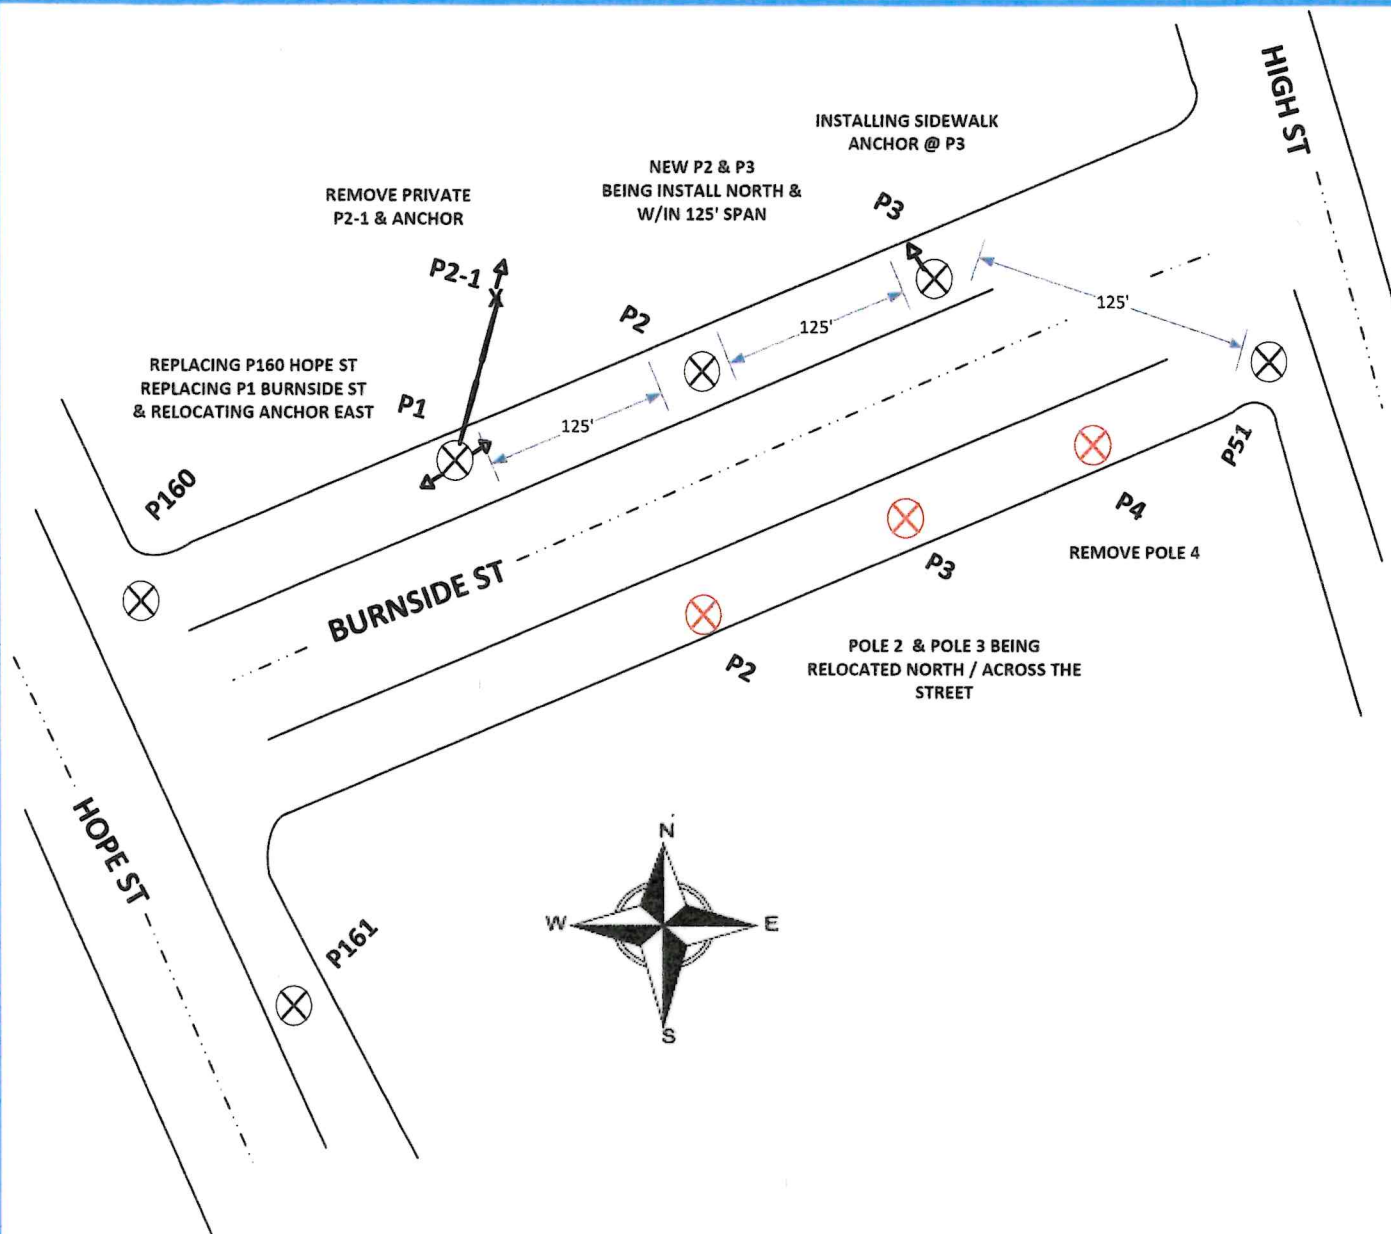 HIGH ST
INSTALLING SIDEWALK
ANCHOR @ P3
NEW P2 & P3
BEING INSTALL NORTH &
W/IN 125' SPAN
REMOVE PRIVATE
P2-1 & ANCHOR
P3
P2-1
P2
125'
125'
REPLACING P160 HOPE ST
REPLACING P1 BURNSIDE ST
& RELOCATING ANCHOR EAST
P1
125'
P160
P51
P4
REMOVE POLE 4
P3
BURNSIDE ST
P2
POLE 2 & POLE 3 BEING
RELOCATED NORTH / ACROSS THE
STREET
HOPE ST
P161
N
W
E
S